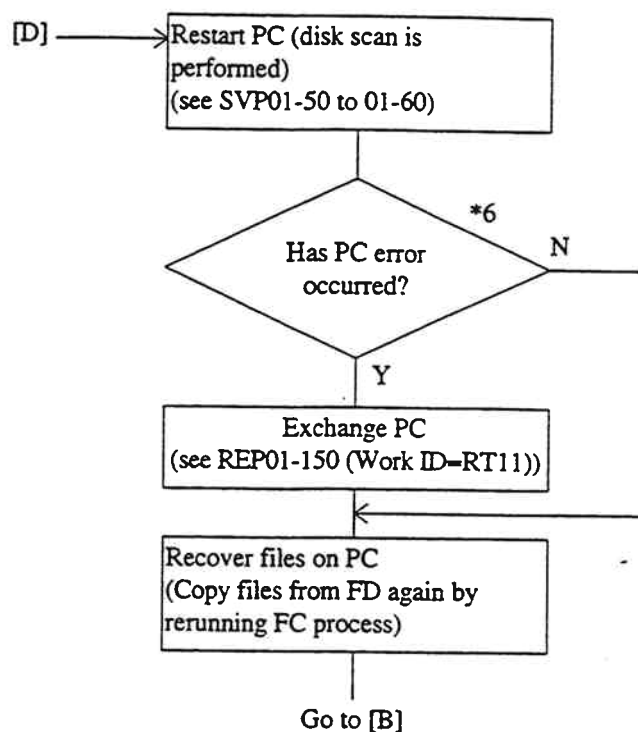 [D]
Restart PC (disk scan is
performed)
(see SVP01-50 to 01-60)
*6
Has PC error
occurred?
N
Y
Exchange PC
(see REP01-150 (Work ID=RT11))
Recover files on PC
(Copy files from FD again by
rerunning FC process)
Go to [B]